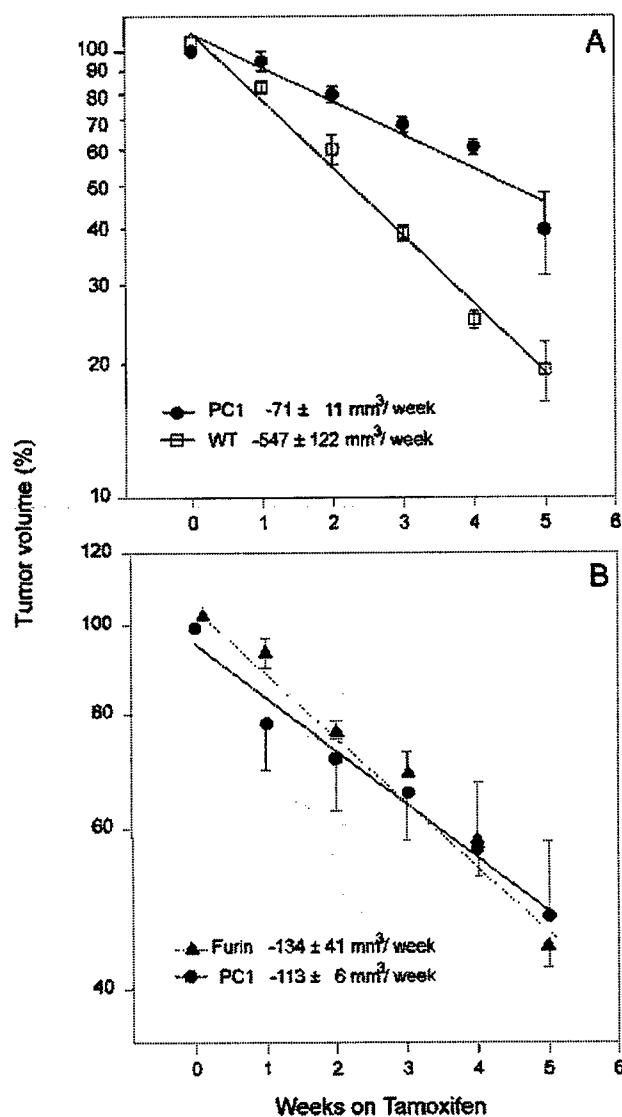 A
100
90
80
70
60
50
40
30
20
10
PC1 -71 ± 11 mm³/week
WT -547 ± 122 mm³/week
0 1 2 3 4 5 6
Tumor volume (%)
B
120
100
80
60
40
Furin -134 ± 41 mm³/week
PC1 -113 ± 6 mm³/week
0 1 2 3 4 5 6
Weeks on Tamoxifen